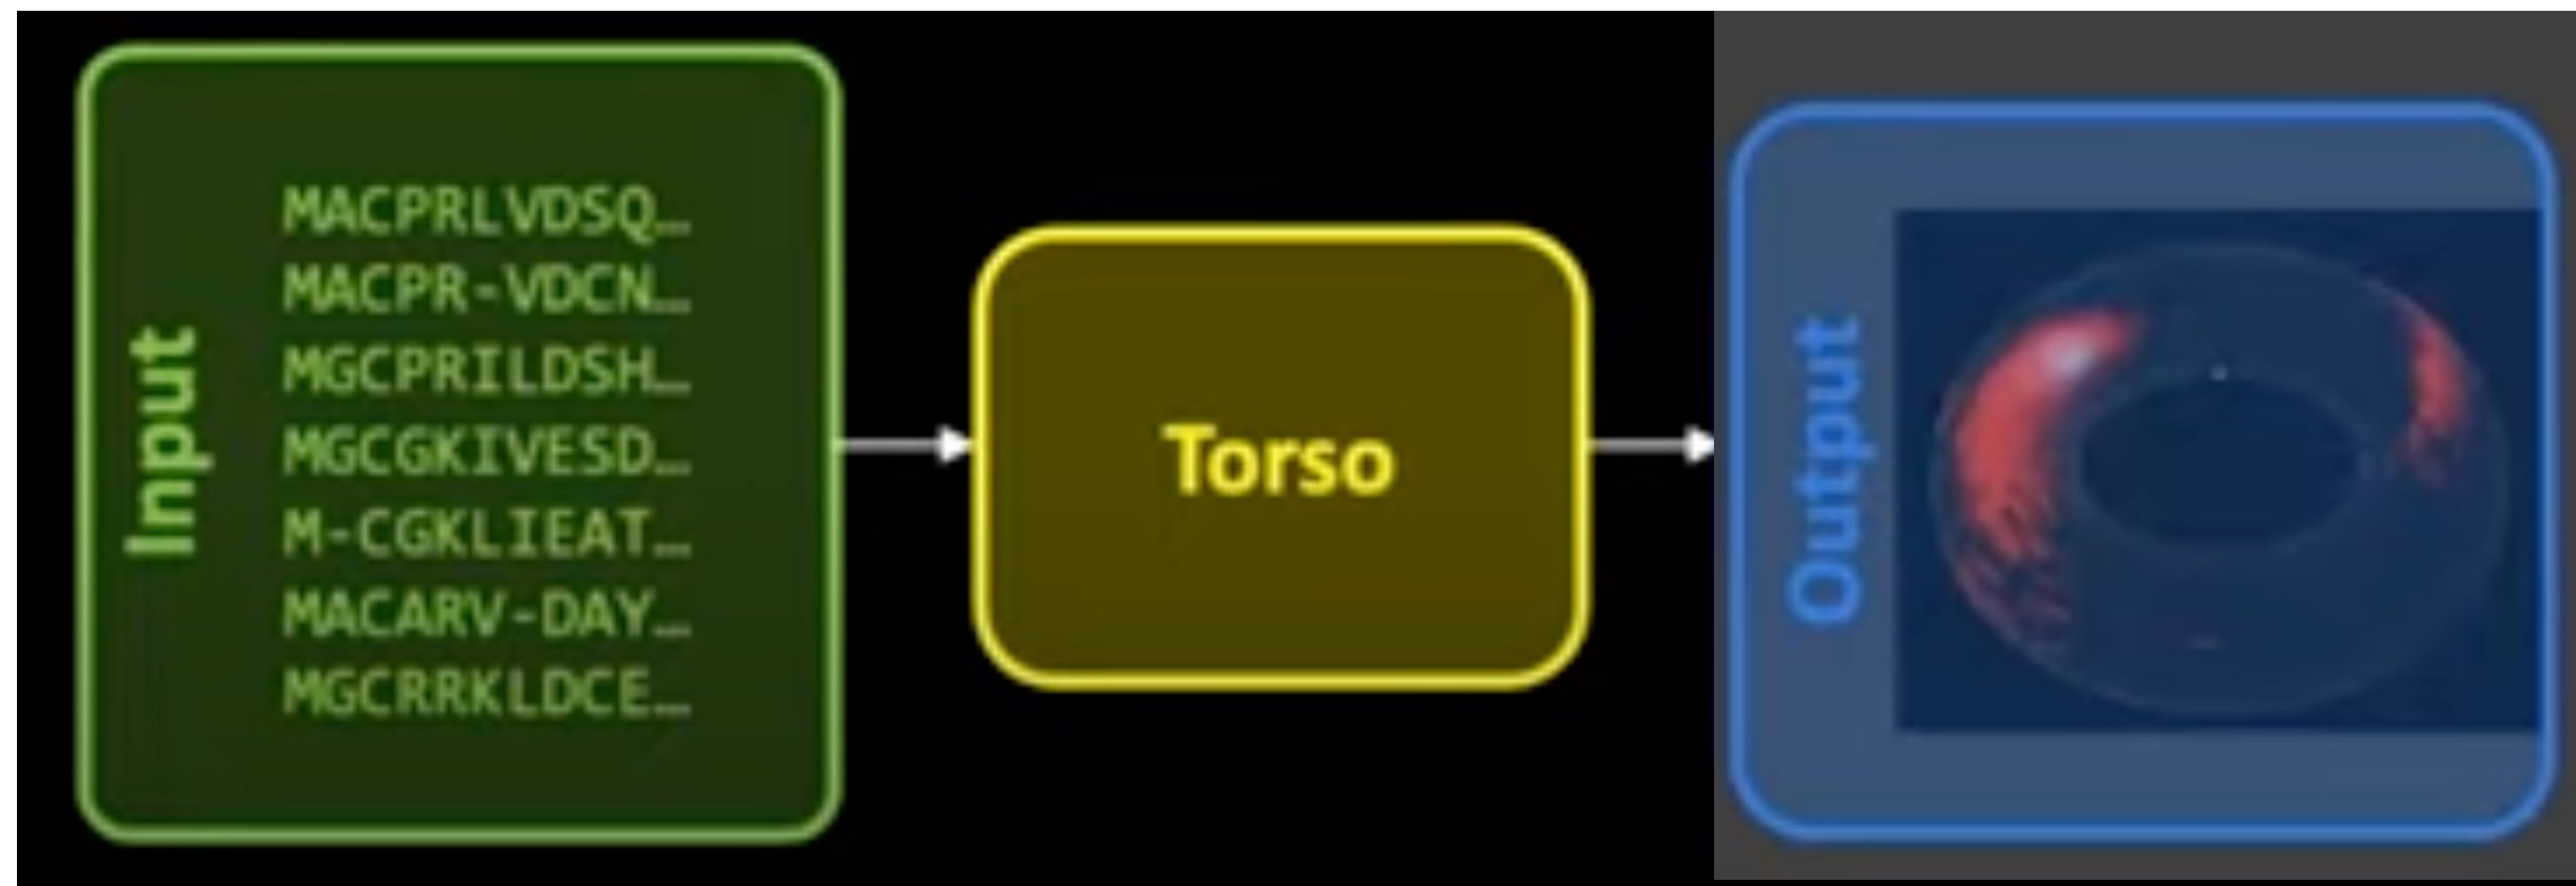 Input
MACPRLVDSQ…
MACPR-VDCN…
MGCPRILDSH…
MGCGKIVESD…
M-CGKLIEAT…
MACARV-DAY…
MGCRRKLDCE…
Torso
Output